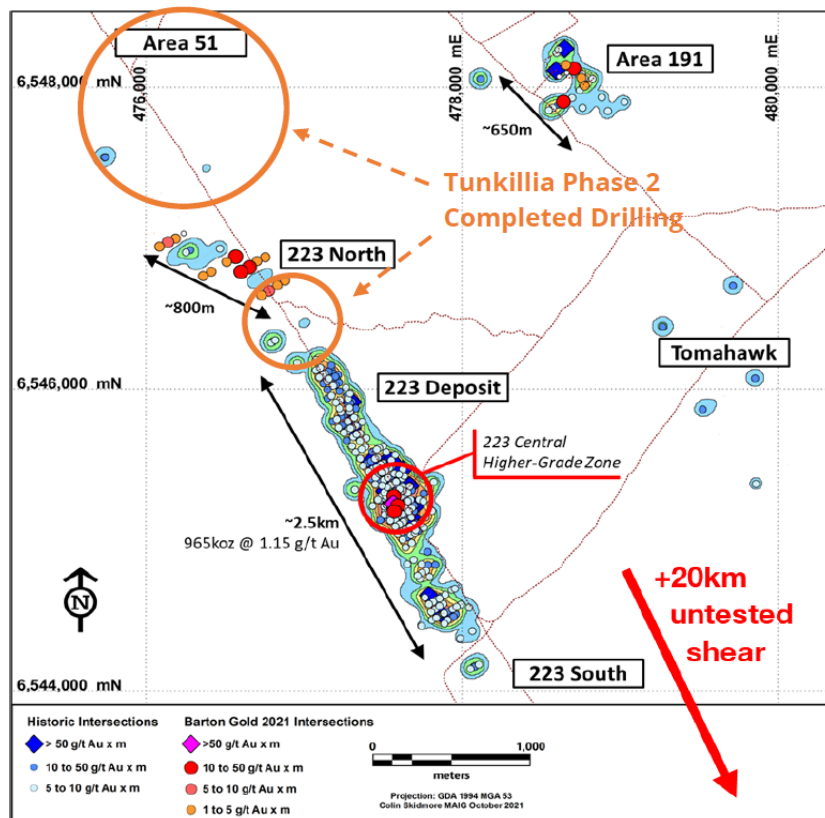 Area 51
Area 191
6,548,000 mN
476,000
478,000 mE
480,000
~650m
Tunkillia Phase 2
Completed Drilling
223 North
~800m
Tomahawk
6,546,000 mN
223 Deposit
223 Central
Higher-Grade Zone
~2.5km
965koz @ 1.15 g/t Au
N
+20km
untested
shear
223 South
6,544,000 mN
Historic Intersections
> 50 g/t Au x m
10 to 50 g/t Au x m
5 to 10 g/t Au x m
Barton Gold 2021 Intersections
>50 g/t Au x m
10 to 50 g/t Au x m
5 to 10 g/t Au x m
1 to 5 g/t Au x m
0 1,000
meters
Projection: GDA 1994 MGA 53
Colin Skidmore MAIG October 2021